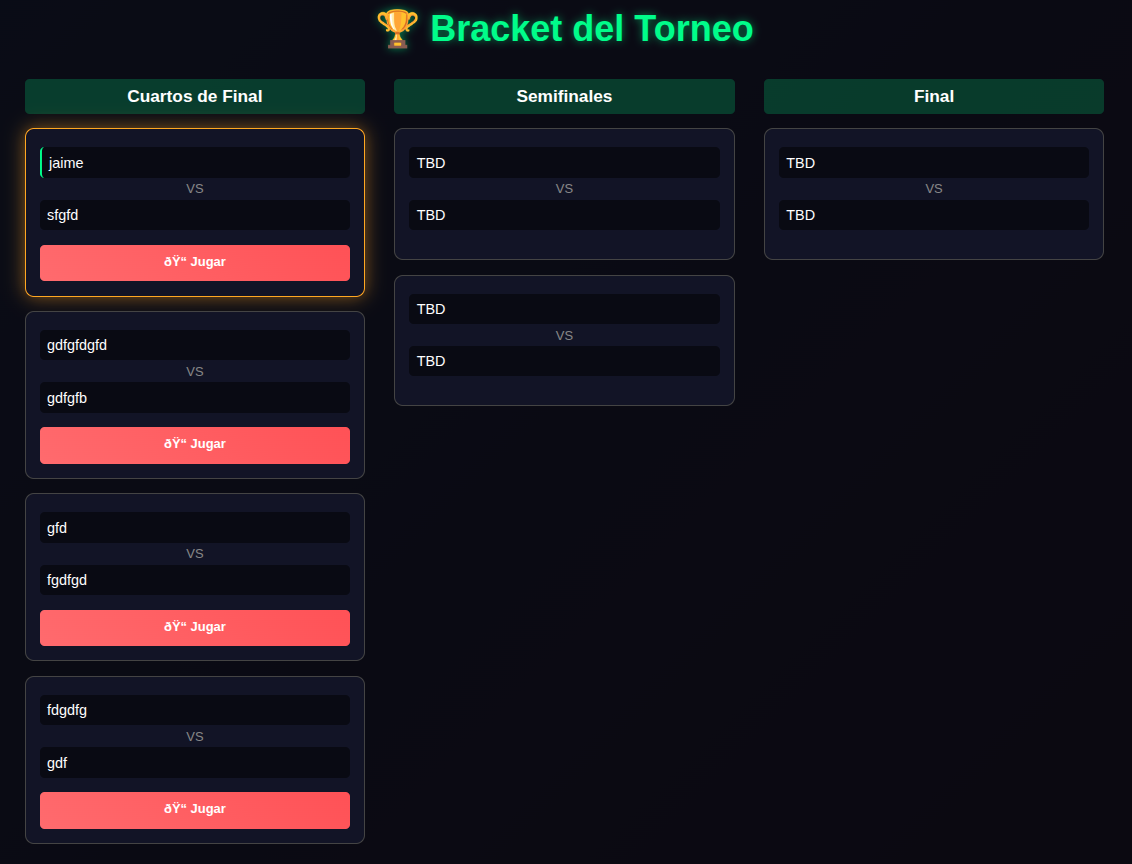 🏆 Bracket del Torneo
Cuartos de Final
jaime
VS
sfgfd
ðŸ“ Jugar
gdfgfdgfd
VS
gdfgfb
ðŸ“ Jugar
gfd
VS
fgdfgd
ðŸ“ Jugar
fdgdfg
VS
gdf
ðŸ“ Jugar
Semifinales
TBD
VS
TBD
TBD
VS
TBD
Final
TBD
VS
TBD